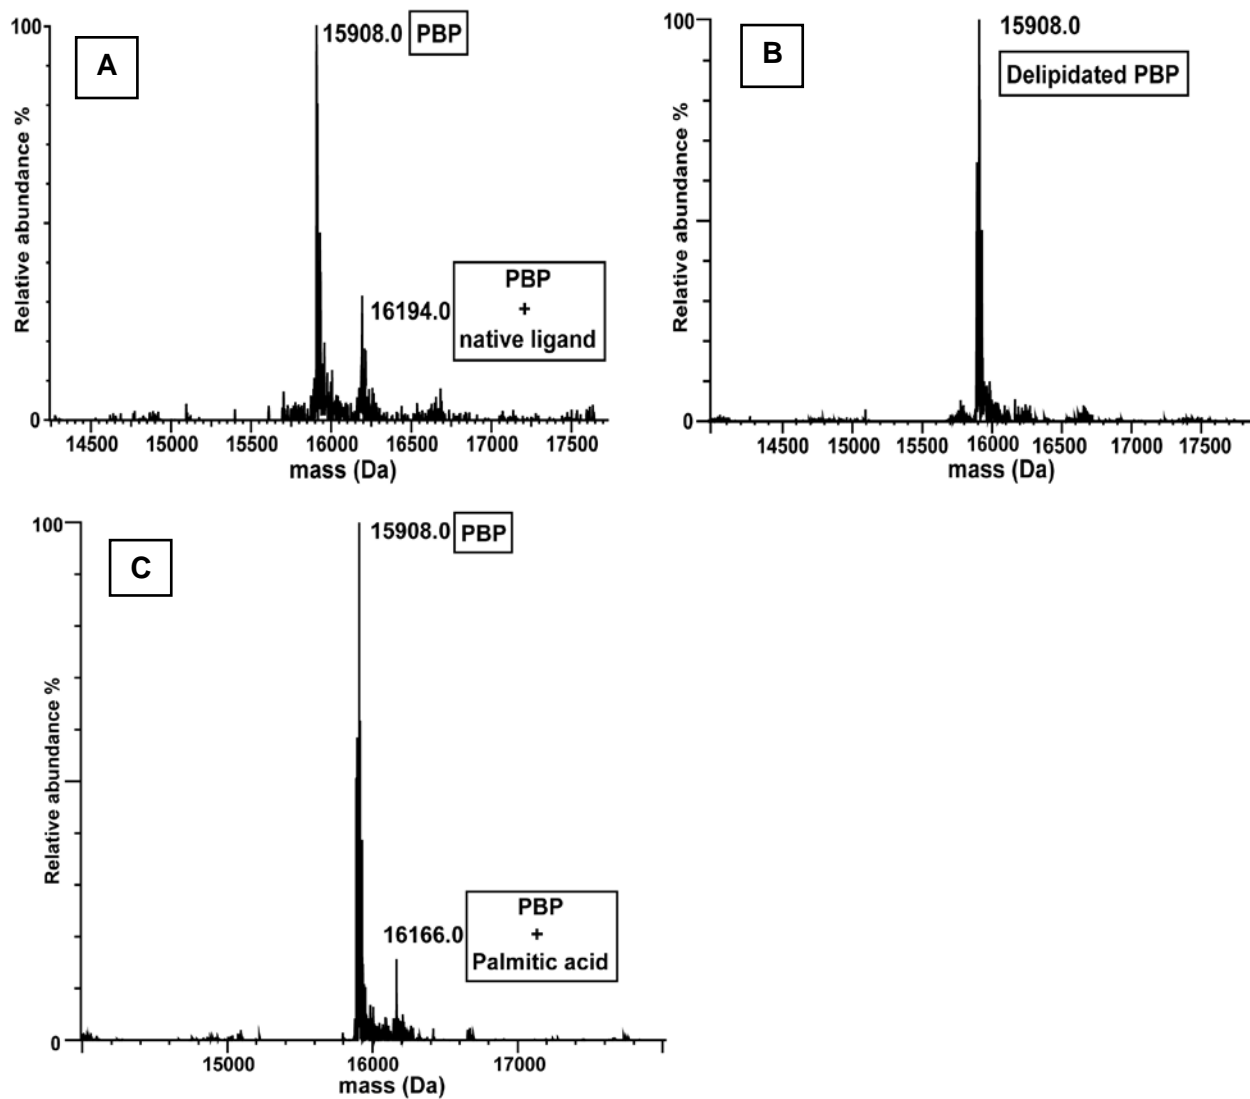 A
100
15908.0 PBP
16194.0
PBP
+
native ligand
Relative abundance %
0
14500 15000 15500 16000 16500 17000 17500
mass (Da)
B
100
15908.0
Delipidated PBP
Relative abundance %
0
14500 15000 15500 16000 16500 17000 17500
mass (Da)
C
100
15908.0 PBP
16166.0
PBP
+
Palmitic acid
Relative abundance %
0
15000 16000 17000
mass (Da)